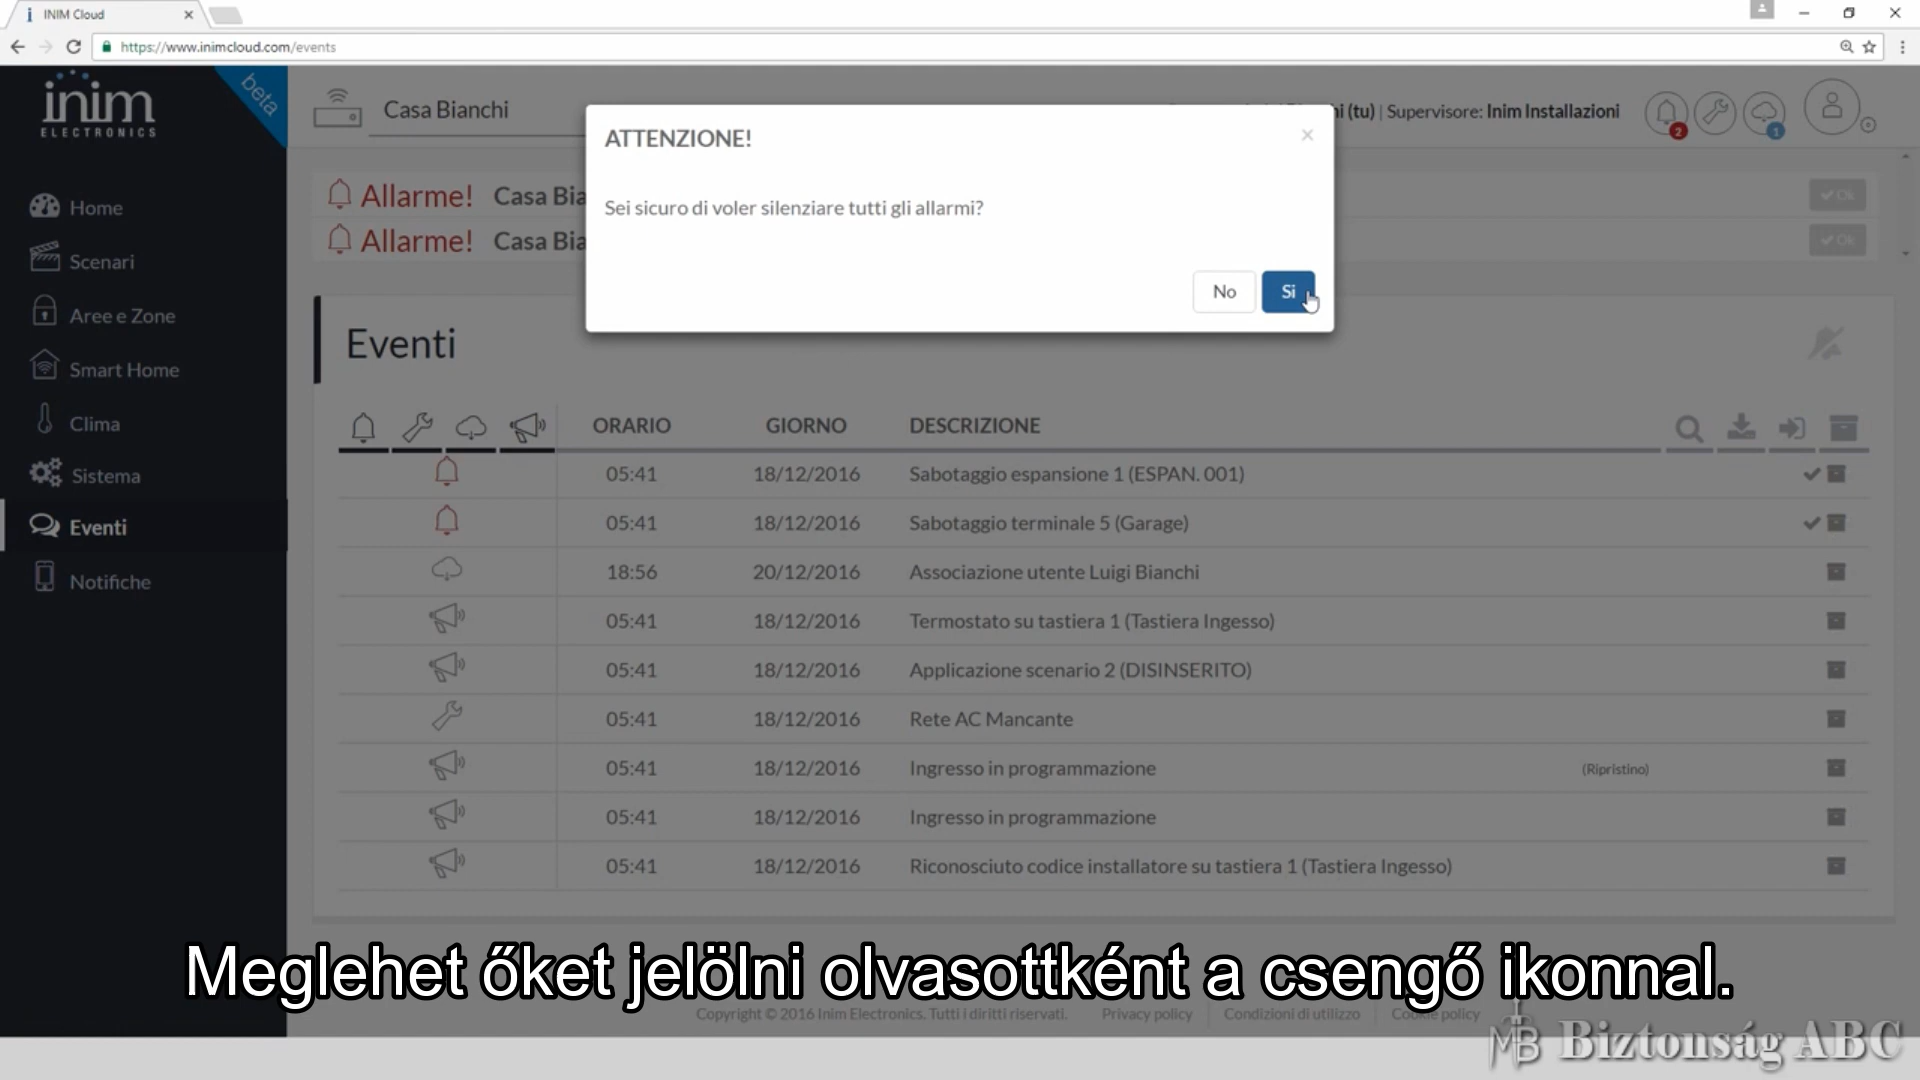 INIM Cloud
https://www.inimcloud.com/events
inim
ELECTRONICS
beta
Casa Bianchi
(tu) | Supervisore: Inim Installazioni
2
1
Home
Scenari
Aree e Zone
Smart Home
Clima
Sistema
Eventi
Notifiche
Allarme! Casa
Ok
Allarme! Casa
Ok
ATTENZIONE!
×
Sei sicuro di voler silenziare tutti gli allarmi?
No
Si
Eventi
ORARIO GIORNO DESCRIZIONE
05:41 18/12/2016 Sabotaggio espansione 1 (ESPAN. 001)
05:41 18/12/2016 Sabotaggio terminale 5 (Garage)
18:56 20/12/2016 Associazione utente Luigi Bianchi
05:41 18/12/2016 Termostato su tastiera 1 (Tastiera Ingesso)
05:41 18/12/2016 Applicazione scenario 2 (DISINSERITO)
05:41 18/12/2016 Rete AC Mancante
05:41 18/12/2016 Ingresso in programmazione (Ripristino)
05:41 18/12/2016 Ingresso in programmazione
05:41 18/12/2016 Riconosciuto codice installatore su tastiera 1 (Tastiera Ingesso)
Meglehet őket jelölni olvasottként a csengő ikonnal.
Copyright © 2016 Inim Electronics. Tutti i diritti riservati. Privacy policy Condizioni di utilizzo Cookie policy
MB Biztonság ABC